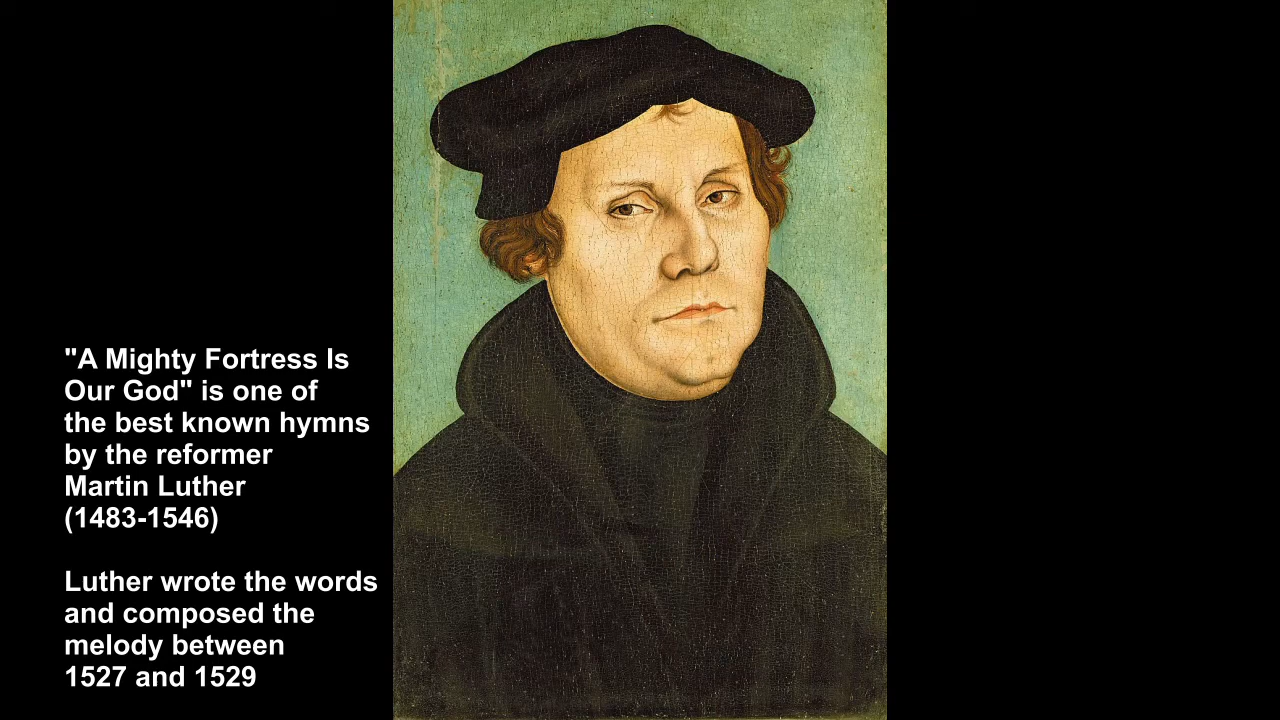 "A Mighty Fortress Is
Our God" is one of
the best known hymns
by the reformer
Martin Luther
(1483-1546)
Luther wrote the words
and composed the
melody between
1527 and 1529